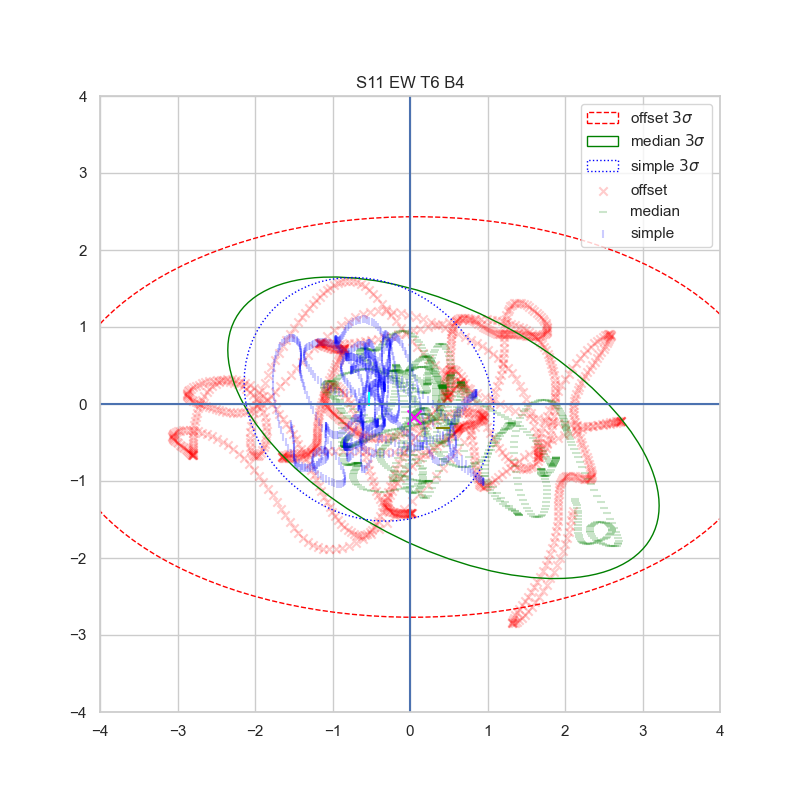 S11 EW T6 B4
4
3
2
1
0
−1
−2
−3
−4
−4 −3 −2 −1 0 1 2 3 4
offset 3σ
median 3σ
simple 3σ
offset
median
simple